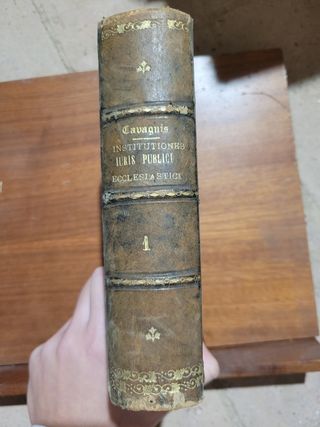 Cavagnis
INSTITUTIONES
IURIS PUBLICI
ECCLESIASTICI
1